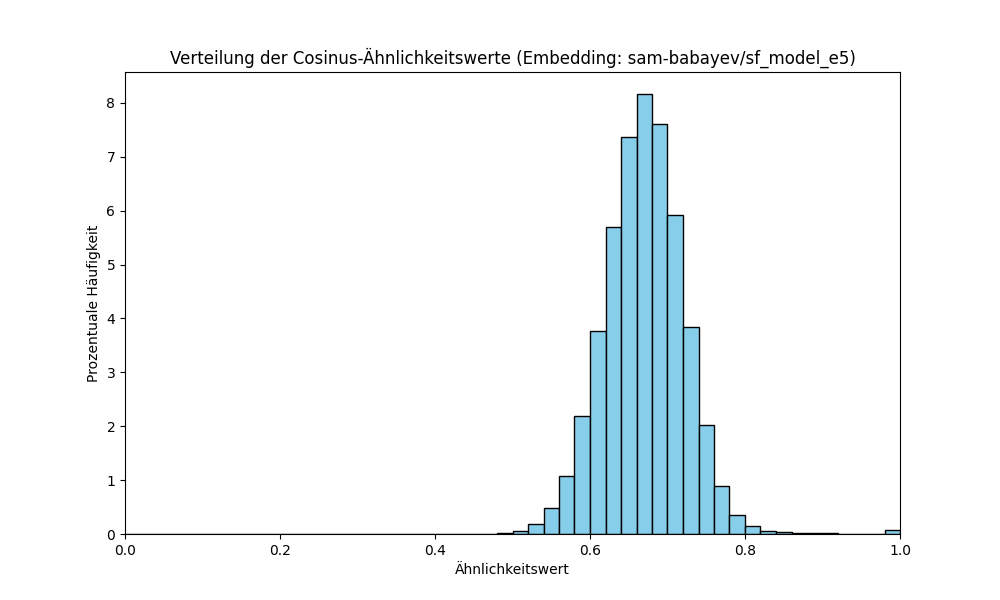 Verteilung der Cosinus-Ähnlichkeitswerte (Embedding: sam-babayev/sf_model_e5)
Prozentuale Häufigkeit
8
7
6
5
4
3
2
1
0
0.0 0.2 0.4 0.6 0.8 1.0
Ähnlichkeitswert